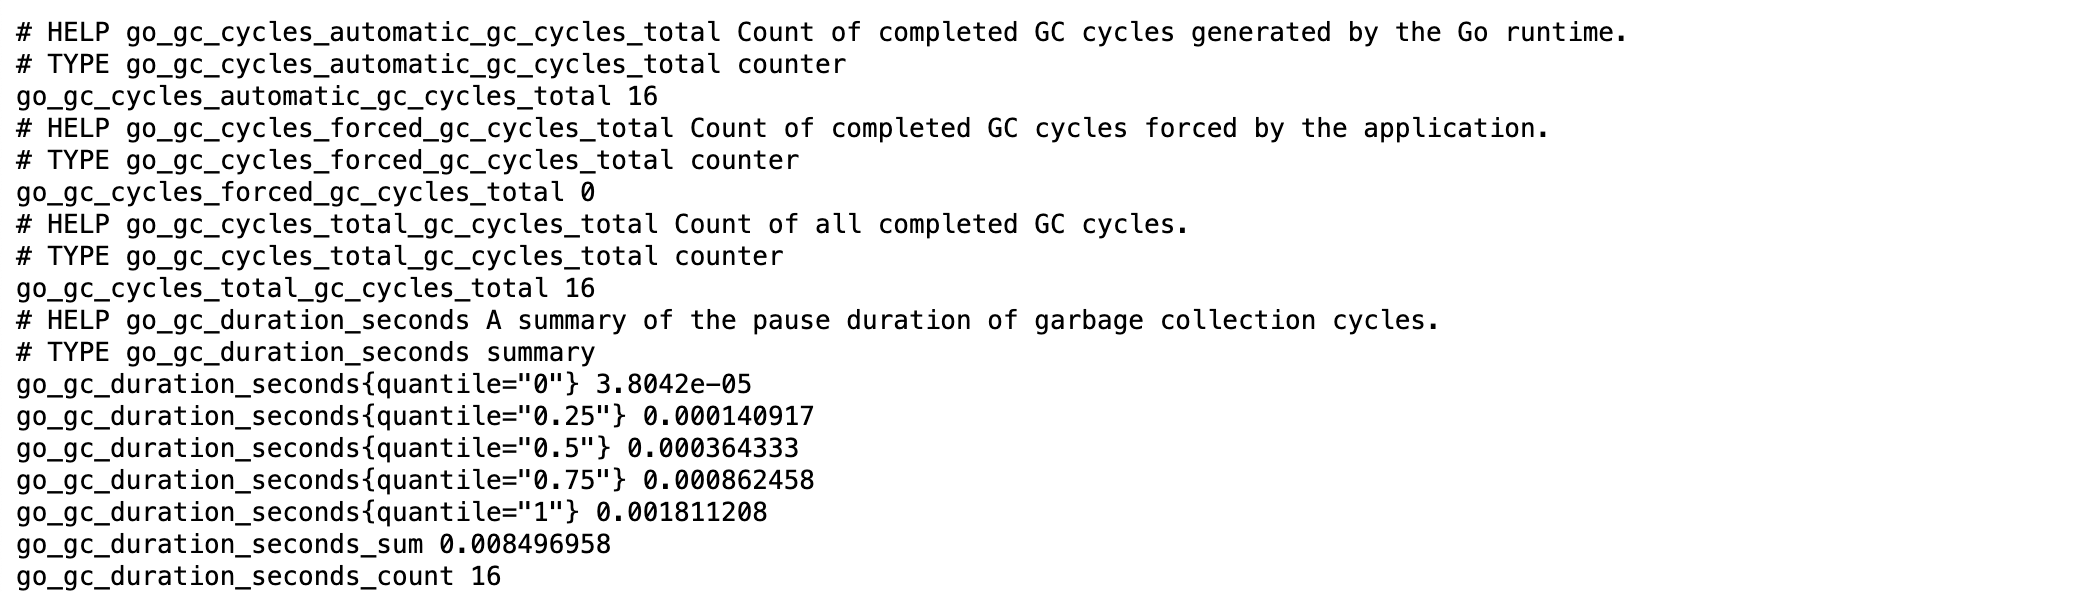 # HELP go_gc_cycles_automatic_gc_cycles_total Count of completed GC cycles generated by the Go runtime.
# TYPE go_gc_cycles_automatic_gc_cycles_total counter
go_gc_cycles_automatic_gc_cycles_total 16
# HELP go_gc_cycles_forced_gc_cycles_total Count of completed GC cycles forced by the application.
# TYPE go_gc_cycles_forced_gc_cycles_total counter
go_gc_cycles_forced_gc_cycles_total 0
# HELP go_gc_cycles_total_gc_cycles_total Count of all completed GC cycles.
# TYPE go_gc_cycles_total_gc_cycles_total counter
go_gc_cycles_total_gc_cycles_total 16
# HELP go_gc_duration_seconds A summary of the pause duration of garbage collection cycles.
# TYPE go_gc_duration_seconds summary
go_gc_duration_seconds{quantile="0"} 3.8042e-05
go_gc_duration_seconds{quantile="0.25"} 0.000140917
go_gc_duration_seconds{quantile="0.5"} 0.000364333
go_gc_duration_seconds{quantile="0.75"} 0.000862458
go_gc_duration_seconds{quantile="1"} 0.001811208
go_gc_duration_seconds_sum 0.008496958
go_gc_duration_seconds_count 16